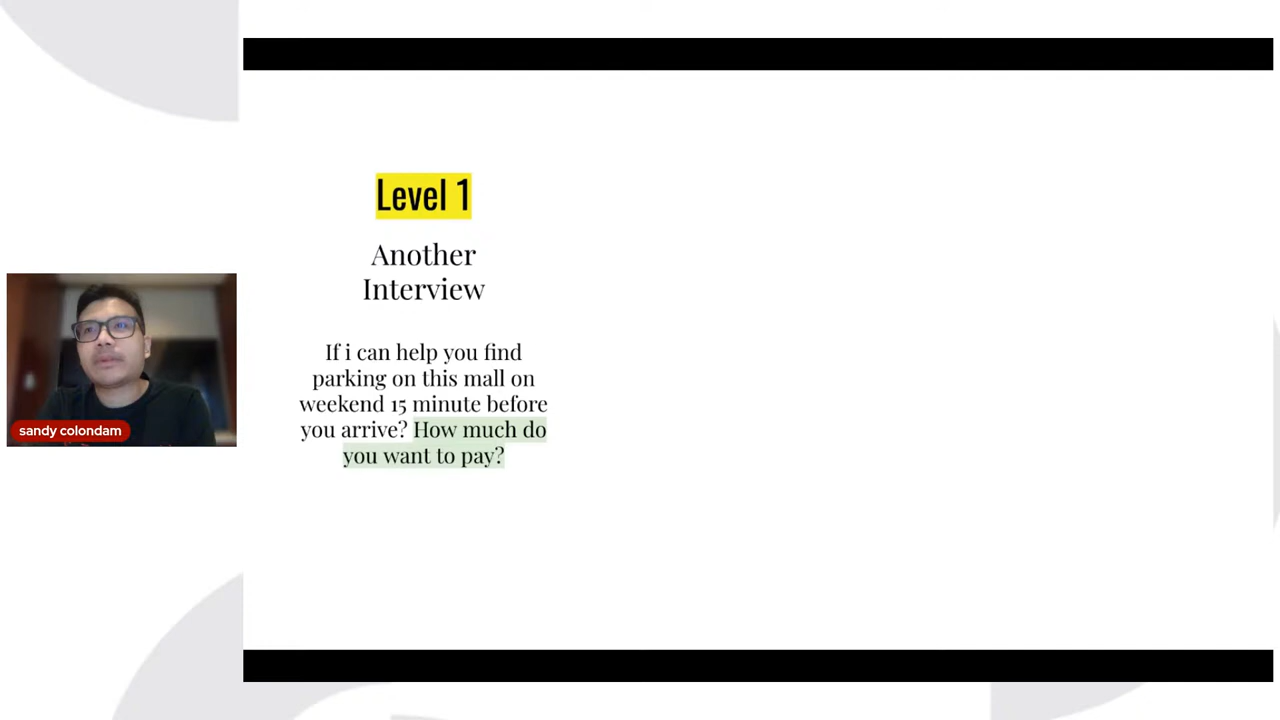 Level 1
Another
Interview
If i can help you find
parking on this mall on
weekend 15 minute before
you arrive? How much do
you want to pay?
sandy colondam